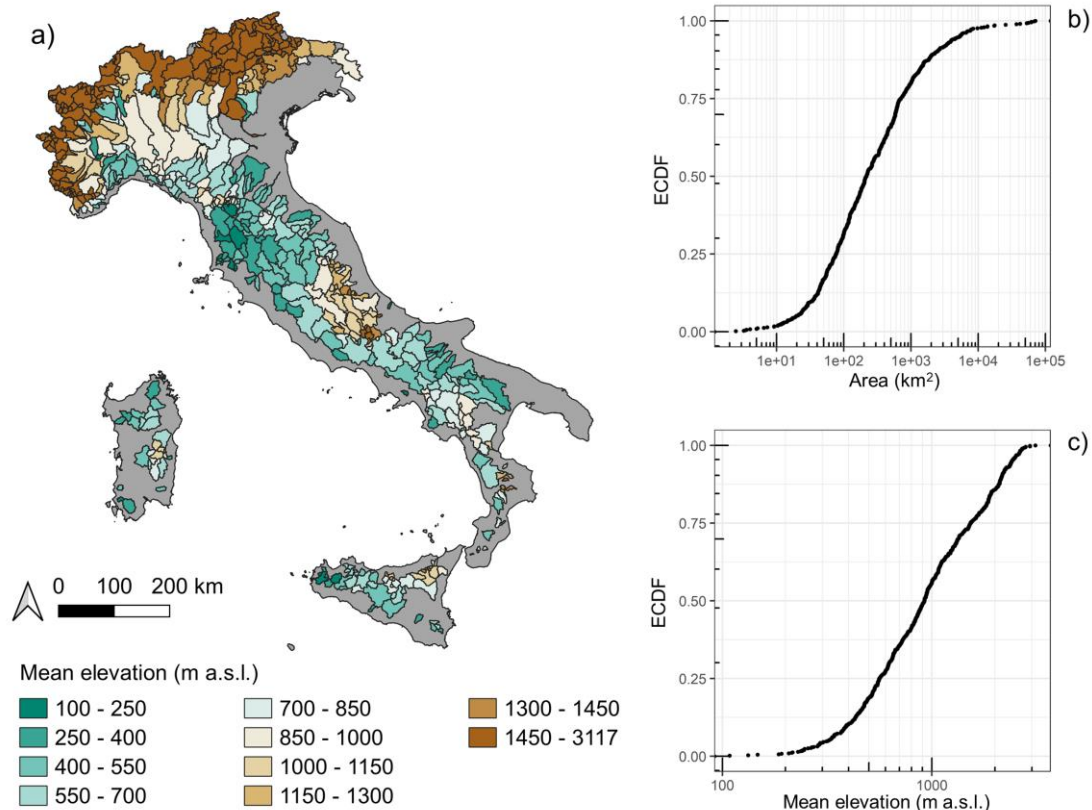 a)
0 100 200 km
Mean elevation (m a.s.l.)
100 - 250
250 - 400
400 - 550
550 - 700
700 - 850
850 - 1000
1000 - 1150
1150 - 1300
1300 - 1450
1450 - 3117
b)
ECDF
1.00
0.75
0.50
0.25
0.00
1e+01 1e+02 1e+03 1e+04 1e+05
Area (km²)
c)
ECDF
1.00
0.75
0.50
0.25
0.00
100 1000
Mean elevation (m a.s.l.)